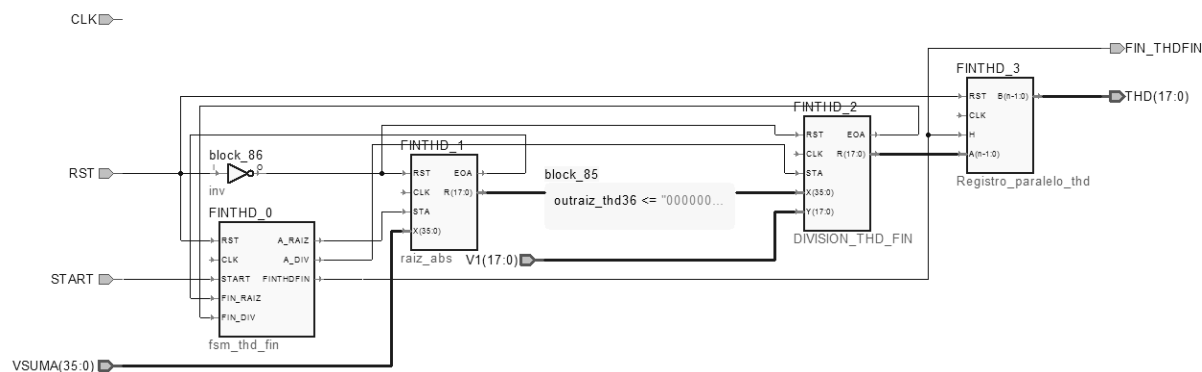 CLK
FIN_THDFIN
FINTHD_3
RST
B(n-1:0)
THD(17:0)
CLK
H
A(n-1:0)
Registro_paralelo_thd
FINTHD_2
RST
EOA
CLK
R(17:0)
STA
X(35:0)
Y(17:0)
DIVISION_THD_FIN
FINTHD_1
RST
EOA
CLK
R(17:0)
STA
X(35:0)
raiz_abs
block_85
outraiz_thd36 <= "000000...
V1(17:0)
block_86
I
O
inv
RST
FINTHD_0
RST
A_RAIZ
CLK
A_DIV
START
FINTHDFIN
FIN_RAIZ
FIN_DIV
fsm_thd_fin
START
VSUMA(35:0)